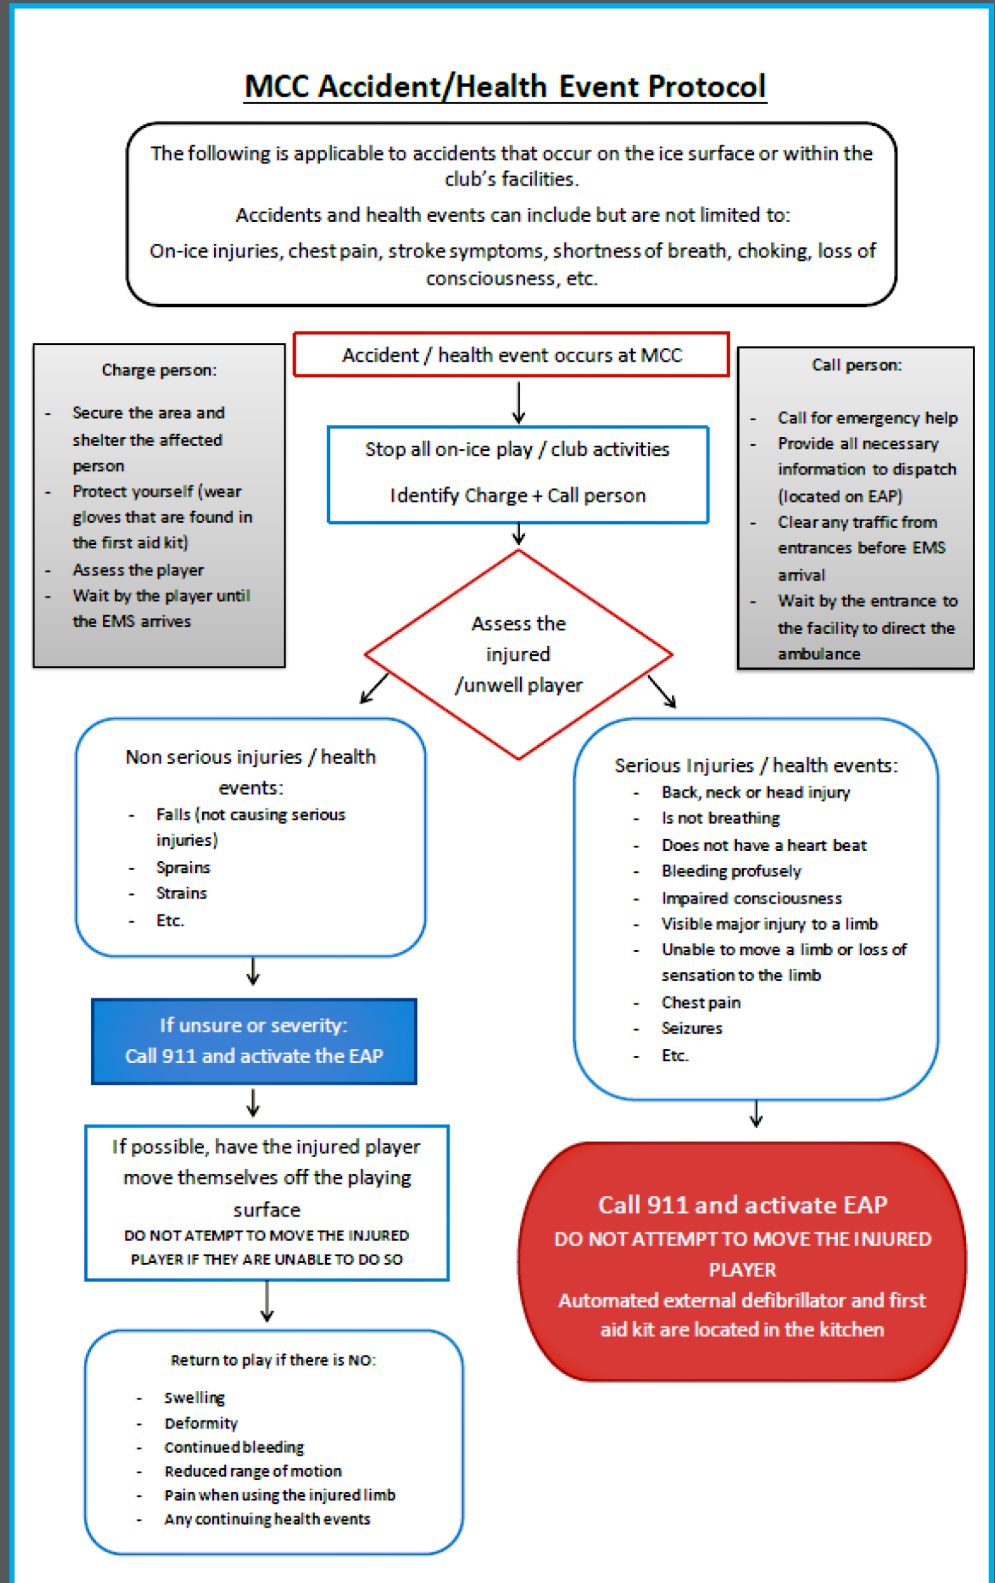 MCC Accident/Health Event Protocol
The following is applicable to accidents that occur on the ice surface or within the
club's facilities.
Accidents and health events can include but are not limited to:
On-ice injuries, chest pain, stroke symptoms, shortness of breath, choking, loss of
consciousness, etc.
Accident / health event occurs at MCC
Charge person:
- Secure the area and
shelter the affected
person
- Protect yourself (wear
gloves that are found in
the first aid kit)
- Assess the player
- Wait by the player until
the EMS arrives
Stop all on-ice play / club activities
Identify Charge + Call person
Call person:
- Call for emergency help
- Provide all necessary
information to dispatch
(located on EAP)
- Clear any traffic from
entrances before EMS
arrival
- Wait by the entrance to
the facility to direct the
ambulance
Assess the
injured
/unwell player
Non serious injuries / health
events:
- Falls (not causing serious
injuries)
- Sprains
- Strains
- Etc.
If unsure or severity:
Call 911 and activate the EAP
If possible, have the injured player
move themselves off the playing
surface
DO NOT ATEMPT TO MOVE THE INJURED
PLAYER IF THEY ARE UNABLE TO DO SO
Return to play if there is NO:
- Swelling
- Deformity
- Continued bleeding
- Reduced range of motion
- Pain when using the injured limb
- Any continuing health events
Serious Injuries / health events:
- Back, neck or head injury
- Is not breathing
- Does not have a heart beat
- Bleeding profusely
- Impaired consciousness
- Visible major injury to a limb
- Unable to move a limb or loss of
sensation to the limb
- Chest pain
- Seizures
- Etc.
Call 911 and activate EAP
DO NOT ATTEMPT TO MOVE THE INJURED
PLAYER
Automated external defibrillator and first
aid kit are located in the kitchen